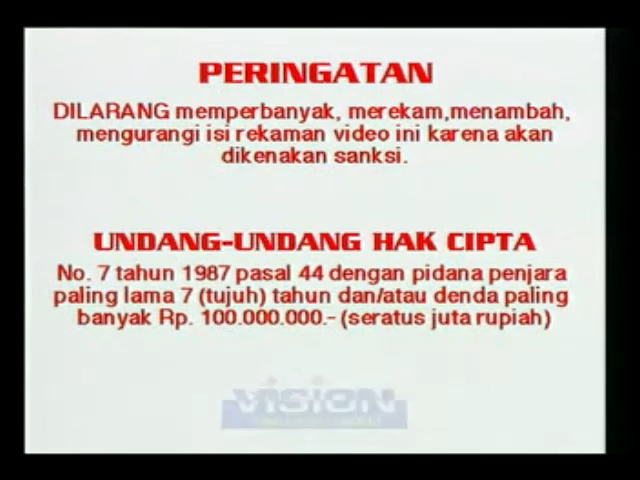 PERINGATAN
DILARANG memperbanyak, merekam,menambah,
mengurangi isi rekaman video ini karena akan
dikenakan sanksi.
UNDANG-UNDANG HAK CIPTA
No. 7 tahun 1987 pasal 44 dengan pidana penjara
paling lama 7 (tujuh) tahun dan/atau denda paling
banyak Rp. 100.000.000.- (seratus juta rupiah)
VISION